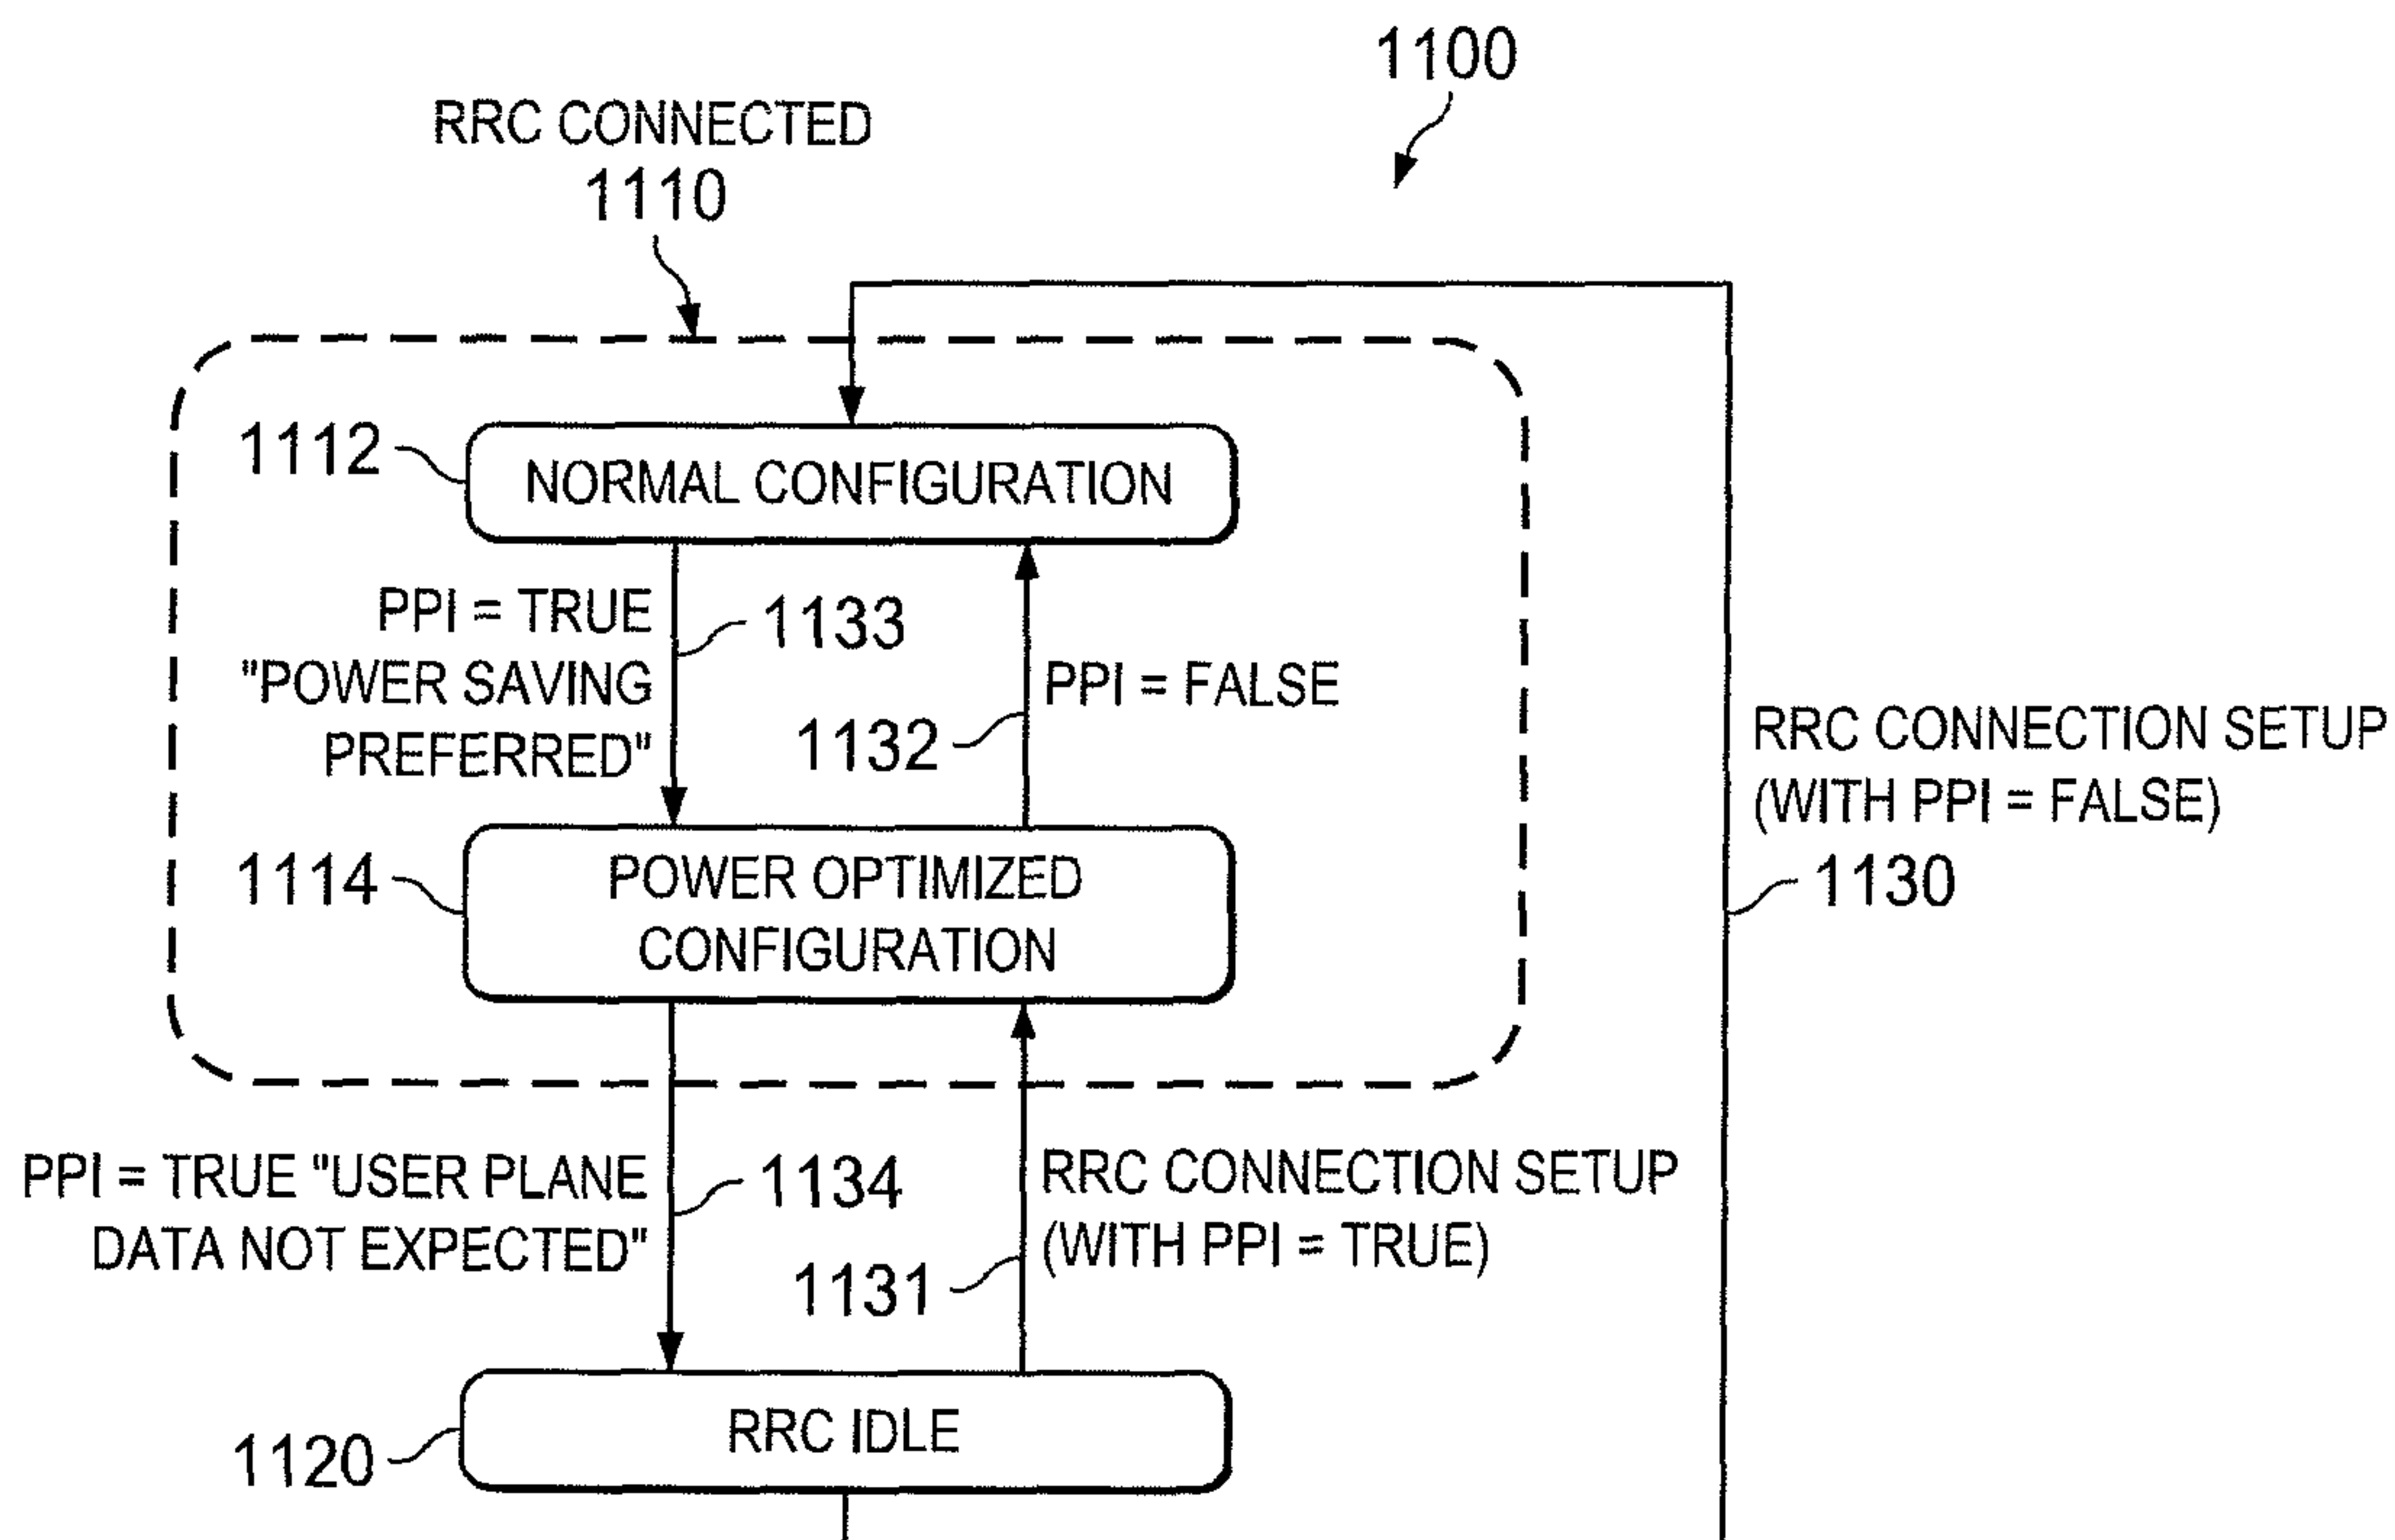 1100
RRC CONNECTED
1110
1112
NORMAL CONFIGURATION
PPI = TRUE
"POWER SAVING
PREFERRED"
1133
PPI = FALSE
1132
RRC CONNECTION SETUP
(WITH PPI = FALSE)
1130
1114
POWER OPTIMIZED
CONFIGURATION
PPI = TRUE "USER PLANE
DATA NOT EXPECTED"
1134
RRC CONNECTION SETUP
(WITH PPI = TRUE)
1131
RRC IDLE
1120